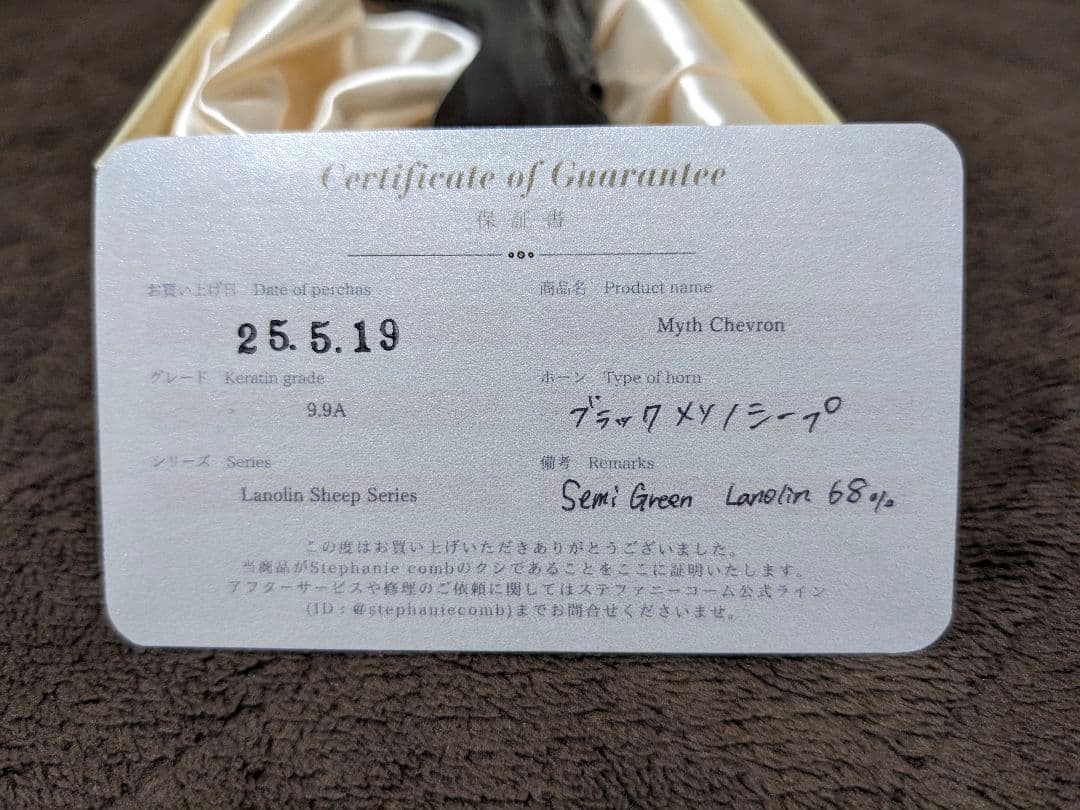 Certificate of Guarantee
保証書
お買い上げ日 Date of perchas 商品名 Product name
25.5.19 Myth Chevron
グレード Keratin grade ホーン Type of horn
9.9A ブラックメリノシープ
シリーズ Series 備考 Remarks
Lanolin Sheep Series Semi Green Lanolin 68%
この度はお買い上げいただきありがとうございました。
当商品がStephanie combのクシであることをここに証明いたします。
アフターサービスや修理のご依頼に関してはステファニーコーム公式ライン
(ID:@stephaniecomb)までお問合せくださいませ。